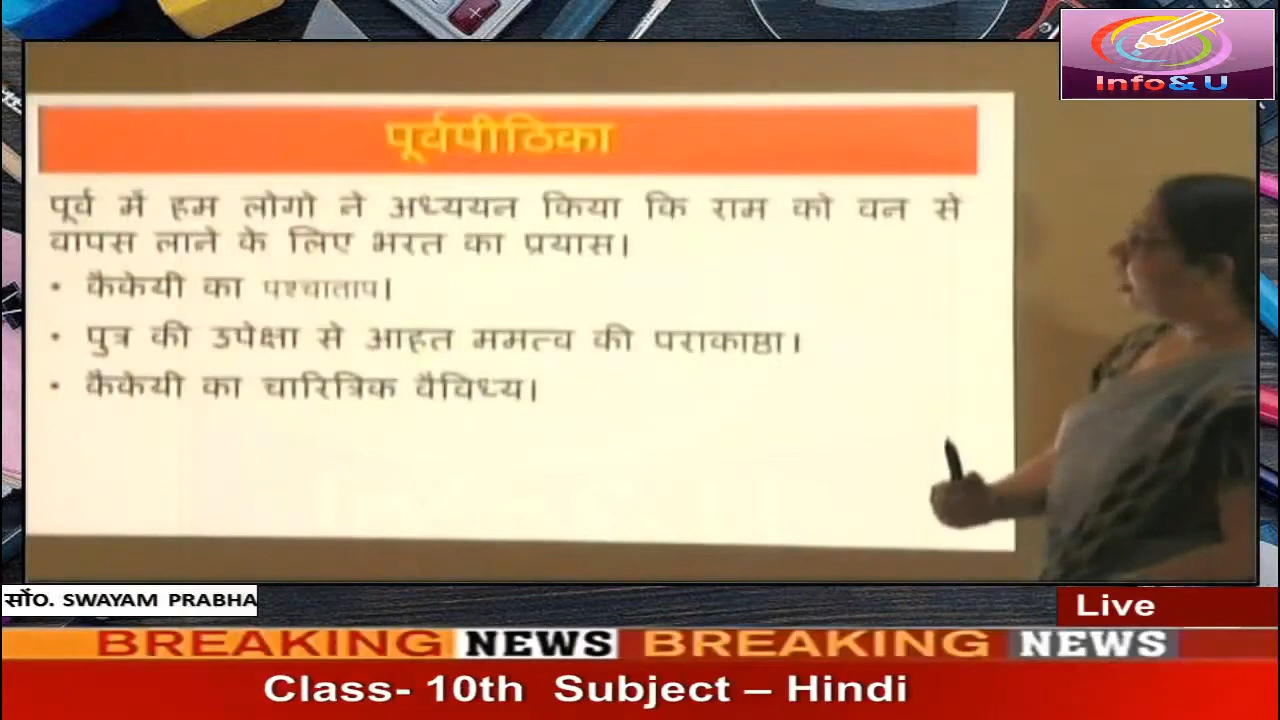 Info& U
पूर्वपीठिका
पूर्व में हम लोगो ने अध्ययन किया कि राम को वन से
वापस लाने के लिए भरत का प्रयास।
• कैकेयी का पश्चाताप।
• पुत्र की उपेक्षा से आहत ममत्व की पराकाष्ठा।
• कैकेयी का चारित्रिक वैविध्य।
सौंO. SWAYAM PRABHA
Live
BREAKING NEWS BREAKING NEWS
Class- 10th Subject – Hindi